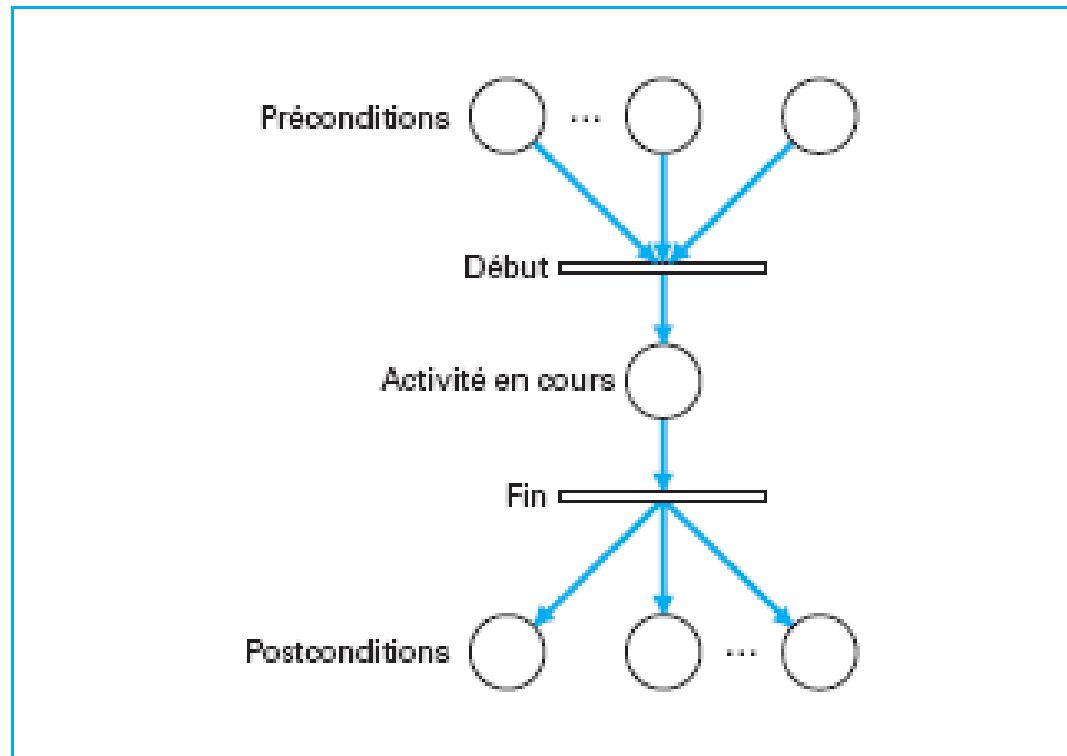 Préconditions ...
Début
Activité en cours
Fin
Postconditions ...